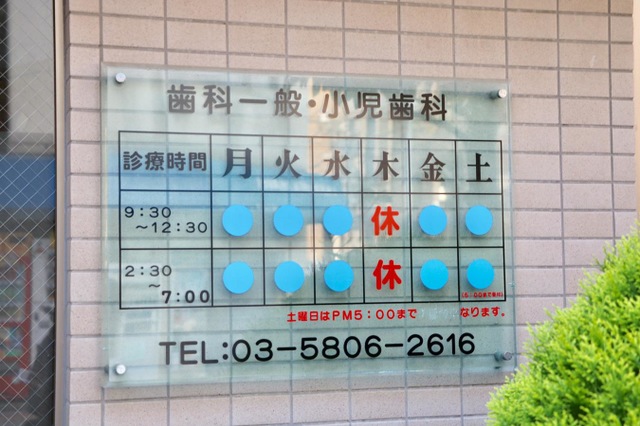 歯科一般・小児歯科
診療時間 月 火 水 木 金 土
9:30 ～12:30 休
2:30 ～ 7:00 休
土曜日はPM5:00まで なります。
TEL:03-5806-2616